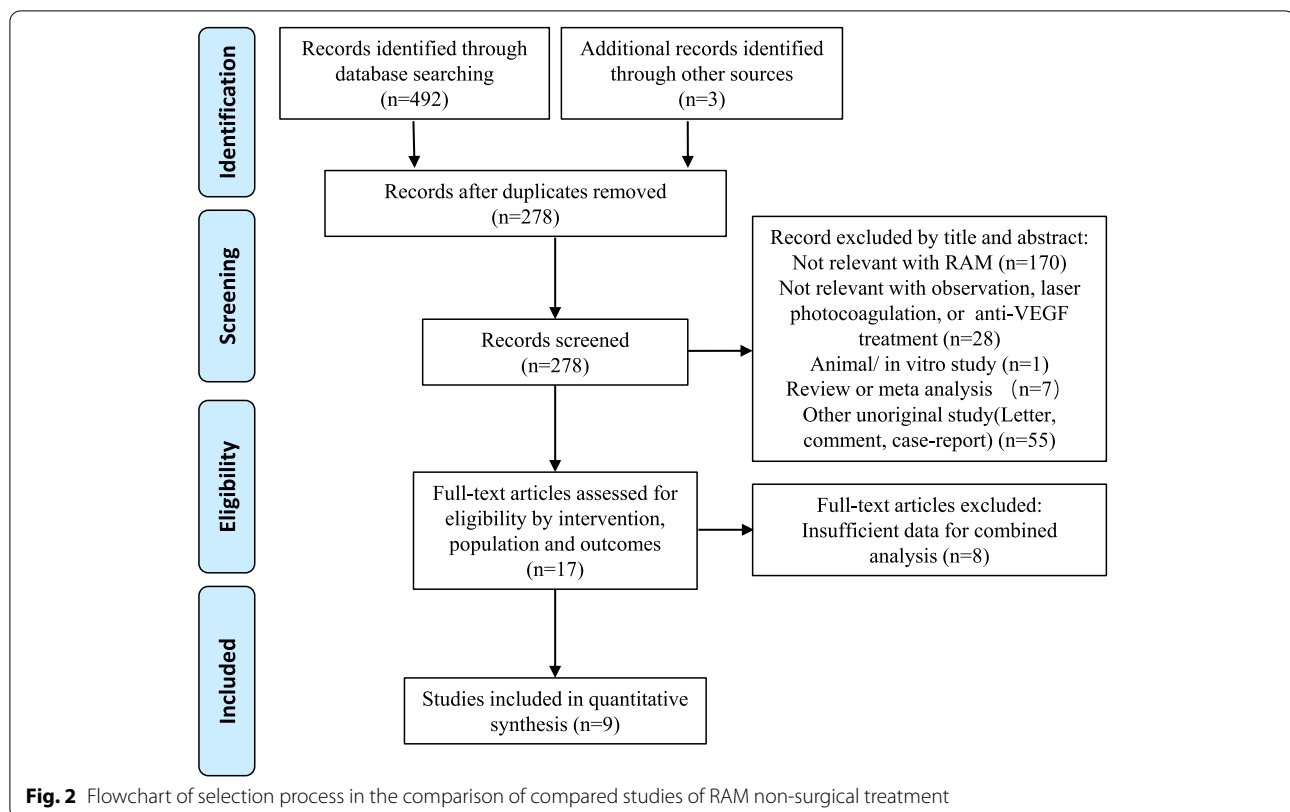 Identification
Records identified through
database searching
(n=492)
Additional records identified
through other sources
(n=3)
Records after duplicates removed
(n=278)
Screening
Records screened
(n=278)
Record excluded by title and abstract:
Not relevant with RAM (n=170)
Not relevant with observation, laser
photocoagulation, or anti-VEGF
treatment (n=28)
Animal/ in vitro study (n=1)
Review or meta analysis （n=7）
Other unoriginal study(Letter,
comment, case-report) (n=55)
Eligibility
Full-text articles assessed for
eligibility by intervention,
population and outcomes
(n=17)
Full-text articles excluded:
Insufficient data for combined
analysis (n=8)
Included
Studies included in quantitative
synthesis (n=9)
Fig. 2 Flowchart of selection process in the comparison of compared studies of RAM non-surgical treatment